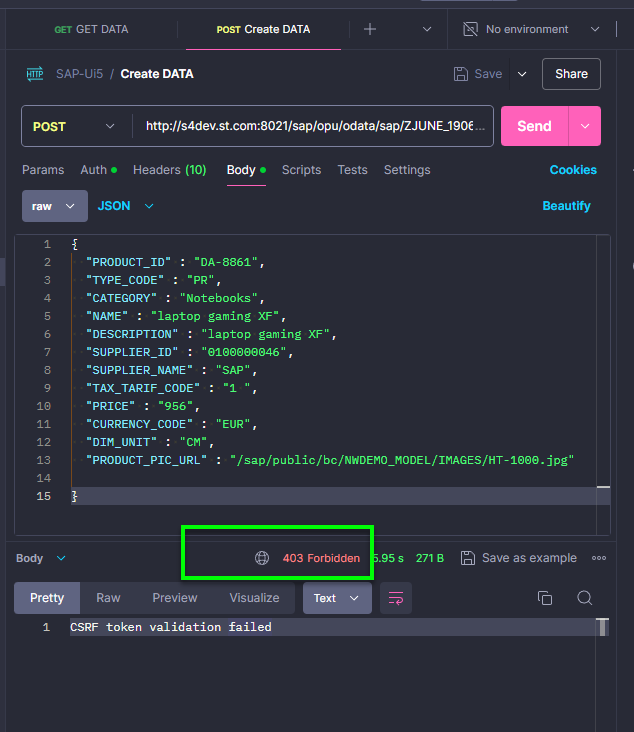 GET GET DATA
POST Create DATA
No environment
HTTP SAP-Ui5 / Create DATA
Save
Share
POST
http://s4dev.st.com:8021/sap/opu/odata/sap/ZJUNE_1906...
Send
Params Auth Headers (10) Body Scripts Tests Settings Cookies
raw JSON Beautify
1 {
2 "PRODUCT_ID" : "DA-8861",
3 "TYPE_CODE" : "PR",
4 "CATEGORY" : "Notebooks",
5 "NAME" : "laptop gaming XF",
6 "DESCRIPTION" : "laptop gaming XF",
7 "SUPPLIER_ID" : "0100000046",
8 "SUPPLIER_NAME" : "SAP",
9 "TAX_TARIF_CODE" : "1 ",
10 "PRICE" : "956",
11 "CURRENCY_CODE" : "EUR",
12 "DIM_UNIT" : "CM",
13 "PRODUCT_PIC_URL" : "/sap/public/bc/NWDEMO_MODEL/IMAGES/HT-1000.jpg"
14
15 }
Body 403 Forbidden 5.95 s 271 B Save as example
Pretty Raw Preview Visualize Text
1 CSRF token validation failed